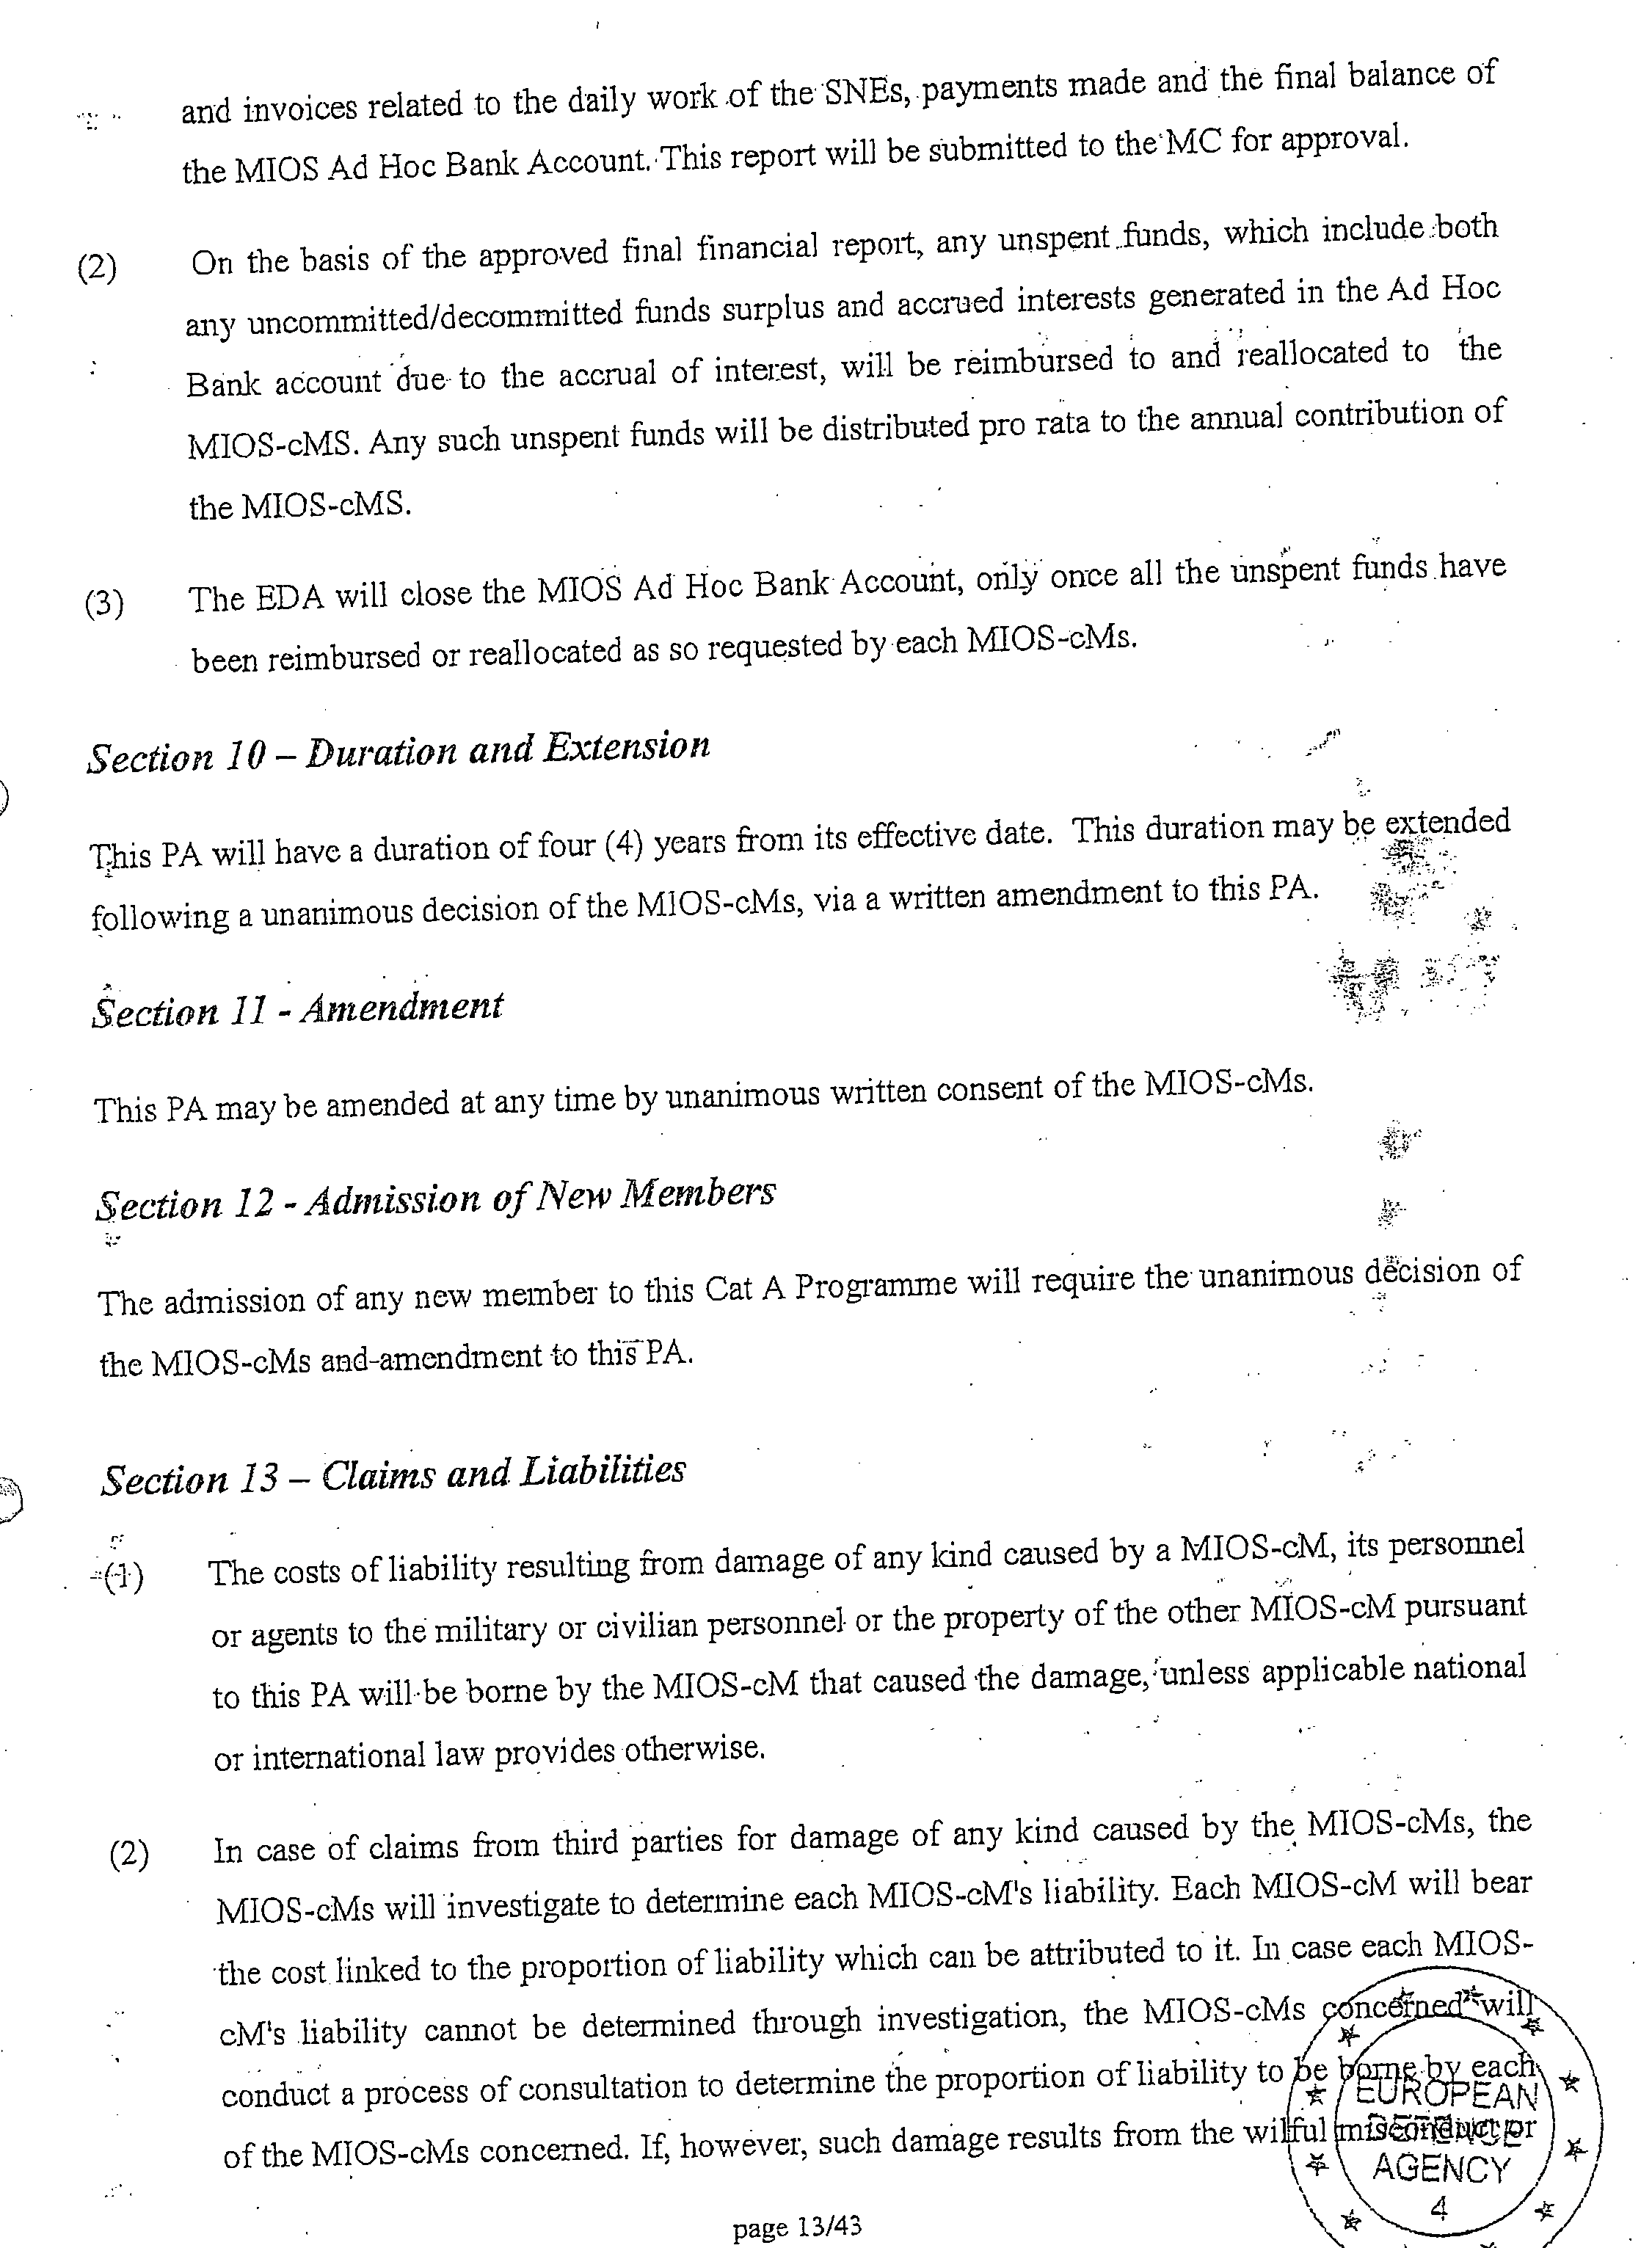 and invoices related to the daily work of the SNEs, payments made and the final balance of
the MIOS Ad Hoc Bank Account. This report will be submitted to the MC for approval.
(2) On the basis of the approved final financial report, any unspent funds, which include both
any uncommitted/decommitted funds surplus and accrued interests generated in the Ad Hoc
Bank account due to the accrual of interest, will be reimbursed to and reallocated to the
MIOS-cMS. Any such unspent funds will be distributed pro rata to the annual contribution of
the MIOS-cMS.
(3) The EDA will close the MIOS Ad Hoc Bank Account, only once all the unspent funds have
been reimbursed or reallocated as so requested by each MIOS-cMs.
Section 10 – Duration and Extension
This PA will have a duration of four (4) years from its effective date. This duration may be extended
following a unanimous decision of the MIOS-cMs, via a written amendment to this PA.
Section 11 - Amendment
This PA may be amended at any time by unanimous written consent of the MIOS-cMs.
Section 12 - Admission of New Members
The admission of any new member to this Cat A Programme will require the unanimous decision of
the MIOS-cMs and amendment to this PA.
Section 13 – Claims and Liabilities
(1) The costs of liability resulting from damage of any kind caused by a MIOS-cM, its personnel
or agents to the military or civilian personnel or the property of the other MIOS-cM pursuant
to this PA will be borne by the MIOS-cM that caused the damage, unless applicable national
or international law provides otherwise.
(2) In case of claims from third parties for damage of any kind caused by the MIOS-cMs, the
MIOS-cMs will investigate to determine each MIOS-cM's liability. Each MIOS-cM will bear
the cost linked to the proportion of liability which can be attributed to it. In case each MIOS-
cM's liability cannot be determined through investigation, the MIOS-cMs concerned will
conduct a process of consultation to determine the proportion of liability to be borne by each
of the MIOS-cMs concerned. If, however, such damage results from the wilful misconduct or
EUROPEAN
DEFENCE
AGENCY
4
page 13/43